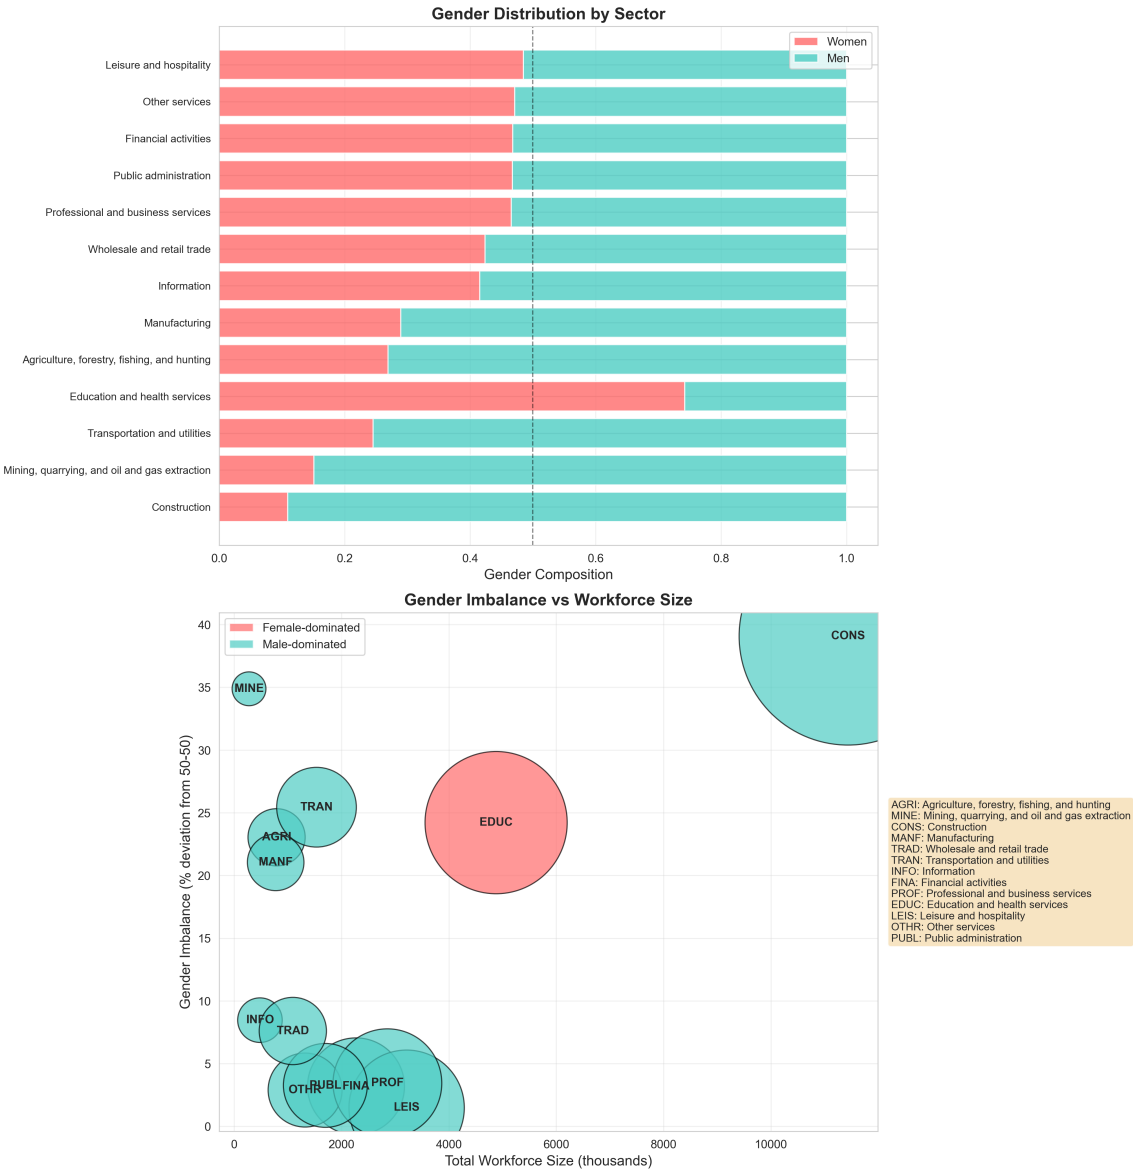 Gender Distribution by Sector
Women
Men
Leisure and hospitality
Other services
Financial activities
Public administration
Professional and business services
Wholesale and retail trade
Information
Manufacturing
Agriculture, forestry, fishing, and hunting
Education and health services
Transportation and utilities
Mining, quarrying, and oil and gas extraction
Construction
0.0 0.2 0.4 0.6 0.8 1.0
Gender Composition
Gender Imbalance vs Workforce Size
Female-dominated
Male-dominated
Gender Imbalance (% deviation from 50-50)
40
35
30
25
20
15
10
5
0
CONS
MINE
TRAN
EDUC
AGRI
MANF
INFO
TRAD
OTHR
PUBL
FINA
PROF
LEIS
0 2000 4000 6000 8000 10000
Total Workforce Size (thousands)
AGRI: Agriculture, forestry, fishing, and hunting
MINE: Mining, quarrying, and oil and gas extraction
CONS: Construction
MANF: Manufacturing
TRAD: Wholesale and retail trade
TRAN: Transportation and utilities
INFO: Information
FINA: Financial activities
PROF: Professional and business services
EDUC: Education and health services
LEIS: Leisure and hospitality
OTHR: Other services
PUBL: Public administration